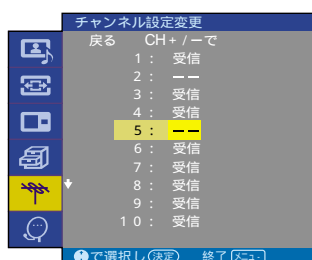 チャンネル設定変更
戻る CH+/ーで
1: 受信
2: ーー
3: 受信
4: 受信
5: ーー
6: 受信
7: 受信
8: 受信
9: 受信
10: 受信
で選択し 決定 終了 メニュー